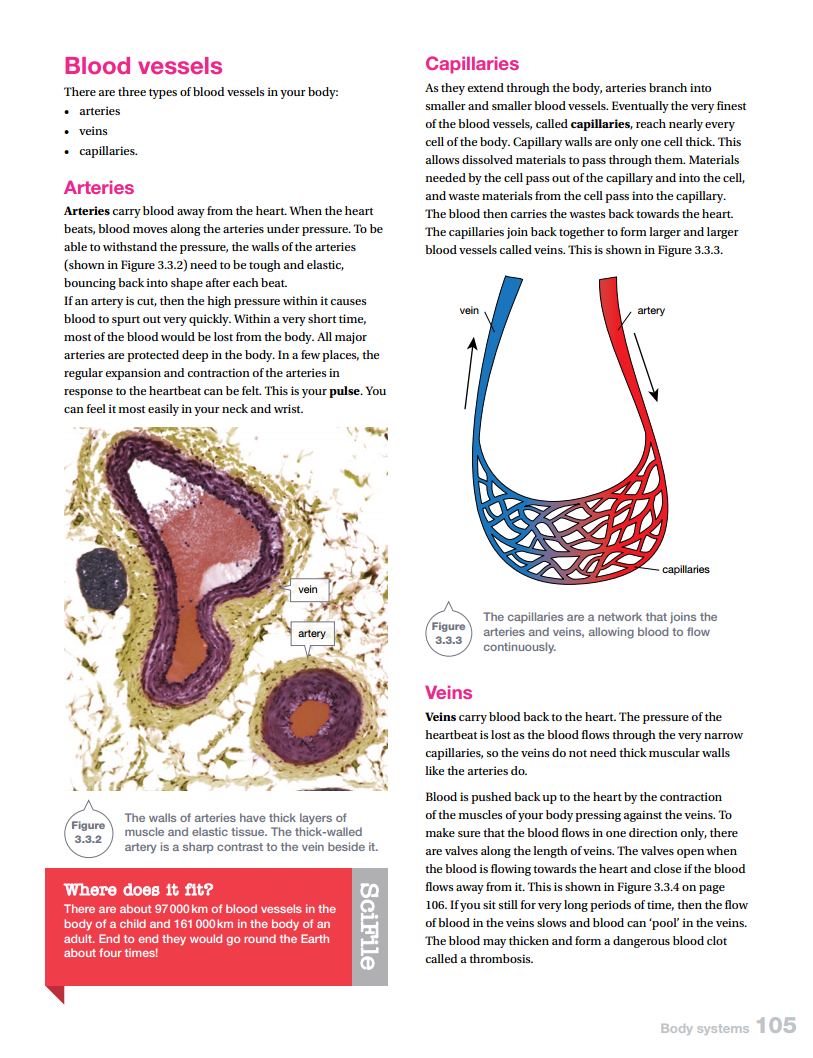 Blood vessels
There are three types of blood vessels in your body:
• arteries
• veins
• capillaries.
Arteries
Arteries carry blood away from the heart. When the heart
beats, blood moves along the arteries under pressure. To be
able to withstand the pressure, the walls of the arteries
(shown in Figure 3.3.2) need to be tough and elastic,
bouncing back into shape after each beat.
If an artery is cut, then the high pressure within it causes
blood to spurt out very quickly. Within a very short time,
most of the blood would be lost from the body. All major
arteries are protected deep in the body. In a few places, the
regular expansion and contraction of the arteries in
response to the heartbeat can be felt. This is your pulse. You
can feel it most easily in your neck and wrist.
vein
artery
Figure
3.3.2
The walls of arteries have thick layers of
muscle and elastic tissue. The thick-walled
artery is a sharp contrast to the vein beside it.
Where does it fit?
There are about 97 000 km of blood vessels in the
body of a child and 161 000 km in the body of an
adult. End to end they would go round the Earth
about four times!
SciFile
Capillaries
As they extend through the body, arteries branch into
smaller and smaller blood vessels. Eventually the very finest
of the blood vessels, called capillaries, reach nearly every
cell of the body. Capillary walls are only one cell thick. This
allows dissolved materials to pass through them. Materials
needed by the cell pass out of the capillary and into the cell,
and waste materials from the cell pass into the capillary.
The blood then carries the wastes back towards the heart.
The capillaries join back together to form larger and larger
blood vessels called veins. This is shown in Figure 3.3.3.
vein
artery
capillaries
Figure
3.3.3
The capillaries are a network that joins the
arteries and veins, allowing blood to flow
continuously.
Veins
Veins carry blood back to the heart. The pressure of the
heartbeat is lost as the blood flows through the very narrow
capillaries, so the veins do not need thick muscular walls
like the arteries do.
Blood is pushed back up to the heart by the contraction
of the muscles of your body pressing against the veins. To
make sure that the blood flows in one direction only, there
are valves along the length of veins. The valves open when
the blood is flowing towards the heart and close if the blood
flows away from it. This is shown in Figure 3.3.4 on page
106. If you sit still for very long periods of time, then the flow
of blood in the veins slows and blood can ‘pool’ in the veins.
The blood may thicken and form a dangerous blood clot
called a thrombosis.
Body systems 105